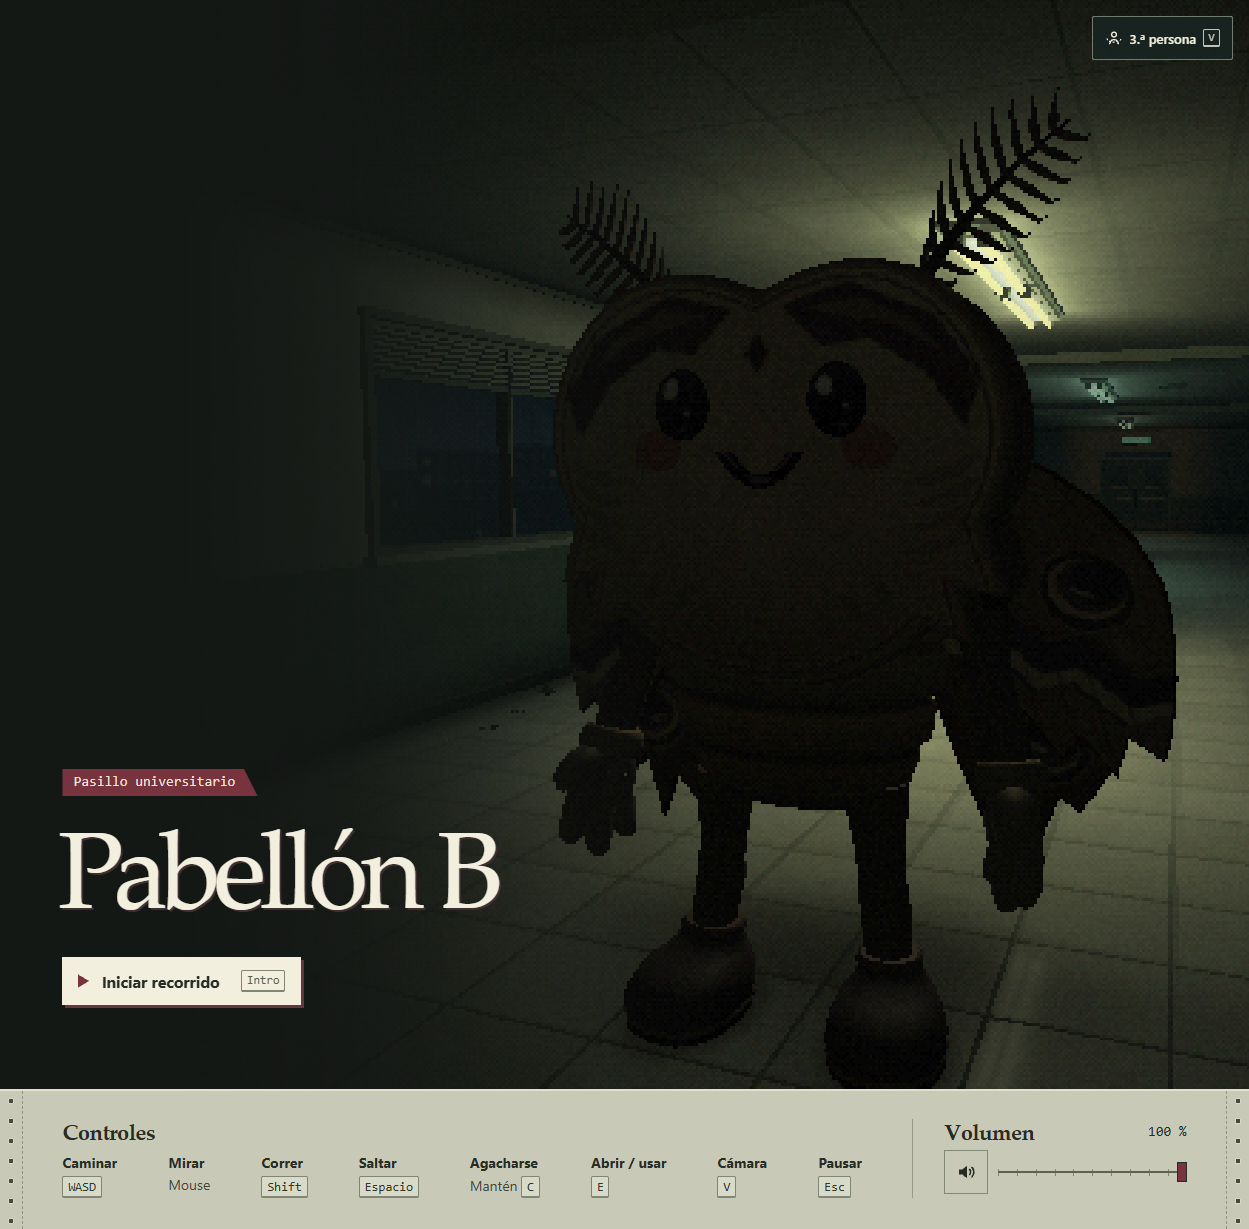 3.ª persona V
Pasillo universitario
Pabellón B
Iniciar recorrido Intro
Controles
Caminar
WASD
Mirar
Mouse
Correr
Shift
Saltar
Espacio
Agacharse
Mantén C
Abrir / usar
E
Cámara
V
Pausar
Esc
Volumen 100 %